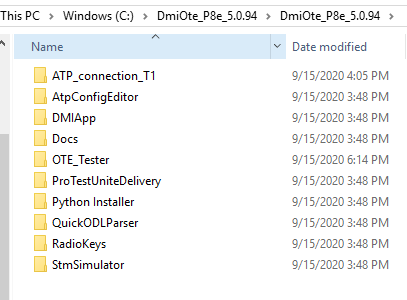 This PC > Windows (C:) > DmiOte_P8e_5.0.94 > DmiOte_P8e_5.0.94 >
Name Date modified
ATP_connection_T1 9/15/2020 4:05 PM
AtpConfigEditor 9/15/2020 3:48 PM
DMIApp 9/15/2020 3:48 PM
Docs 9/15/2020 3:48 PM
OTE_Tester 9/15/2020 6:14 PM
ProTestUniteDelivery 9/15/2020 3:48 PM
Python Installer 9/15/2020 3:48 PM
QuickODLParser 9/15/2020 3:48 PM
RadioKeys 9/15/2020 3:48 PM
StmSimulator 9/15/2020 3:48 PM